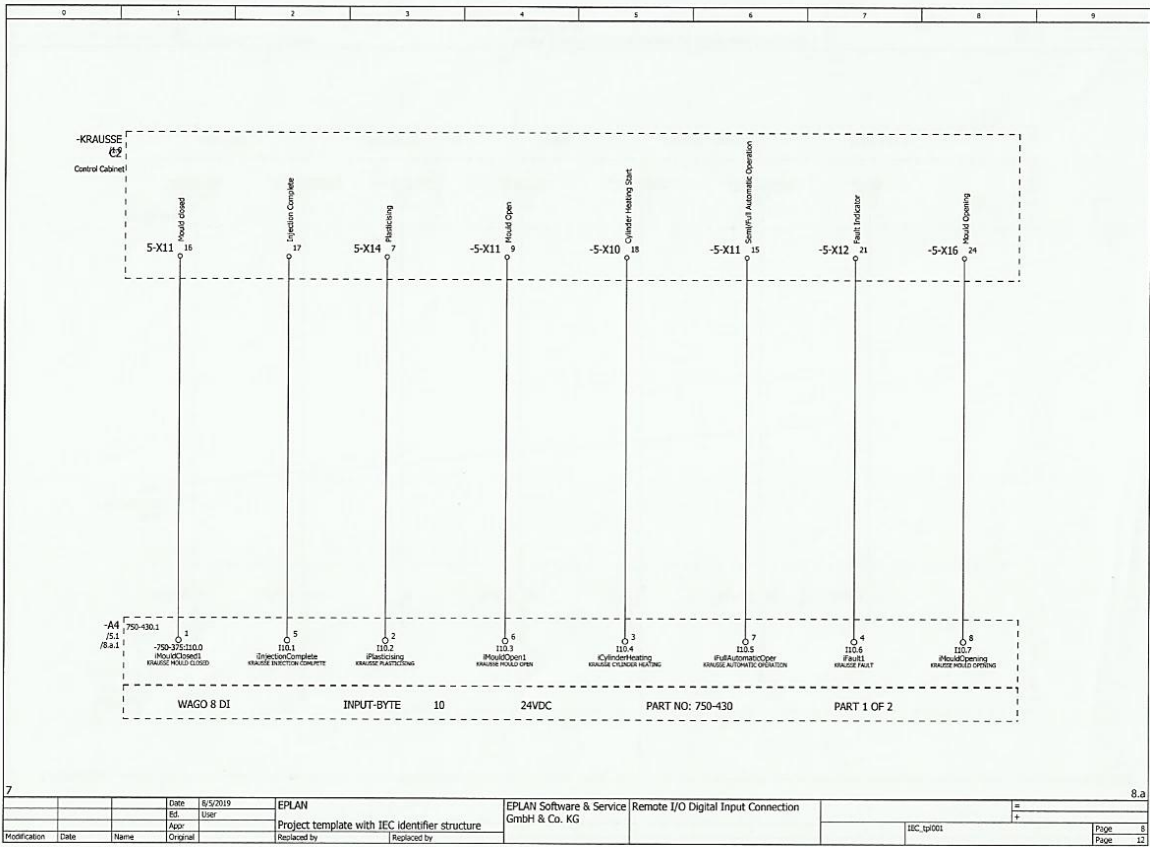 0 1 2 3 4 5 6 7 8 9
-KRAUSSE
C2
Control Cabinet
Mould closed
Injection Complete
Plasticising
Mould Open
Cylinder Heating Start
Semi/Full Automatic Operation
Fault Indicator
Mould Opening
5-X11 16 17 5-X14 7 -5-X11 9 -5-X10 18 -5-X11 15 -5-X12 21 -5-X16 24
-A4 750-430.1
/5.1
/8.a.1
1 5 2 6 3 7 4 8
-750-375:I10.0 I10.1 I10.2 I10.3 I10.4 I10.5 I10.6 I10.7
iMouldClosed1 iInjectionComplete iPlasticising iMouldOpen1 iCylinderHeating iFullAutomaticOper iFault1 iMouldOpening
KRAUSSE MOULD CLOSED KRAUSSE INJECTION COMPLETE KRAUSSE PLASTICISING KRAUSSE MOULD OPEN KRAUSSE CYLINDER HEATING KRAUSSE AUTOMATIC OPERATION KRAUSSE FAULT KRAUSSE MOULD OPENING
WAGO 8 DI INPUT-BYTE 10 24VDC PART NO: 750-430 PART 1 OF 2
7 8.a
Date 8/5/2019 EPLAN EPLAN Software & Service Remote I/O Digital Input Connection =
Ed. User GmbH & Co. KG +
Appr Project template with IEC identifier structure IEC_tpl001 Page 8
Modification Date Name Original Replaced by Replaced by Page 12